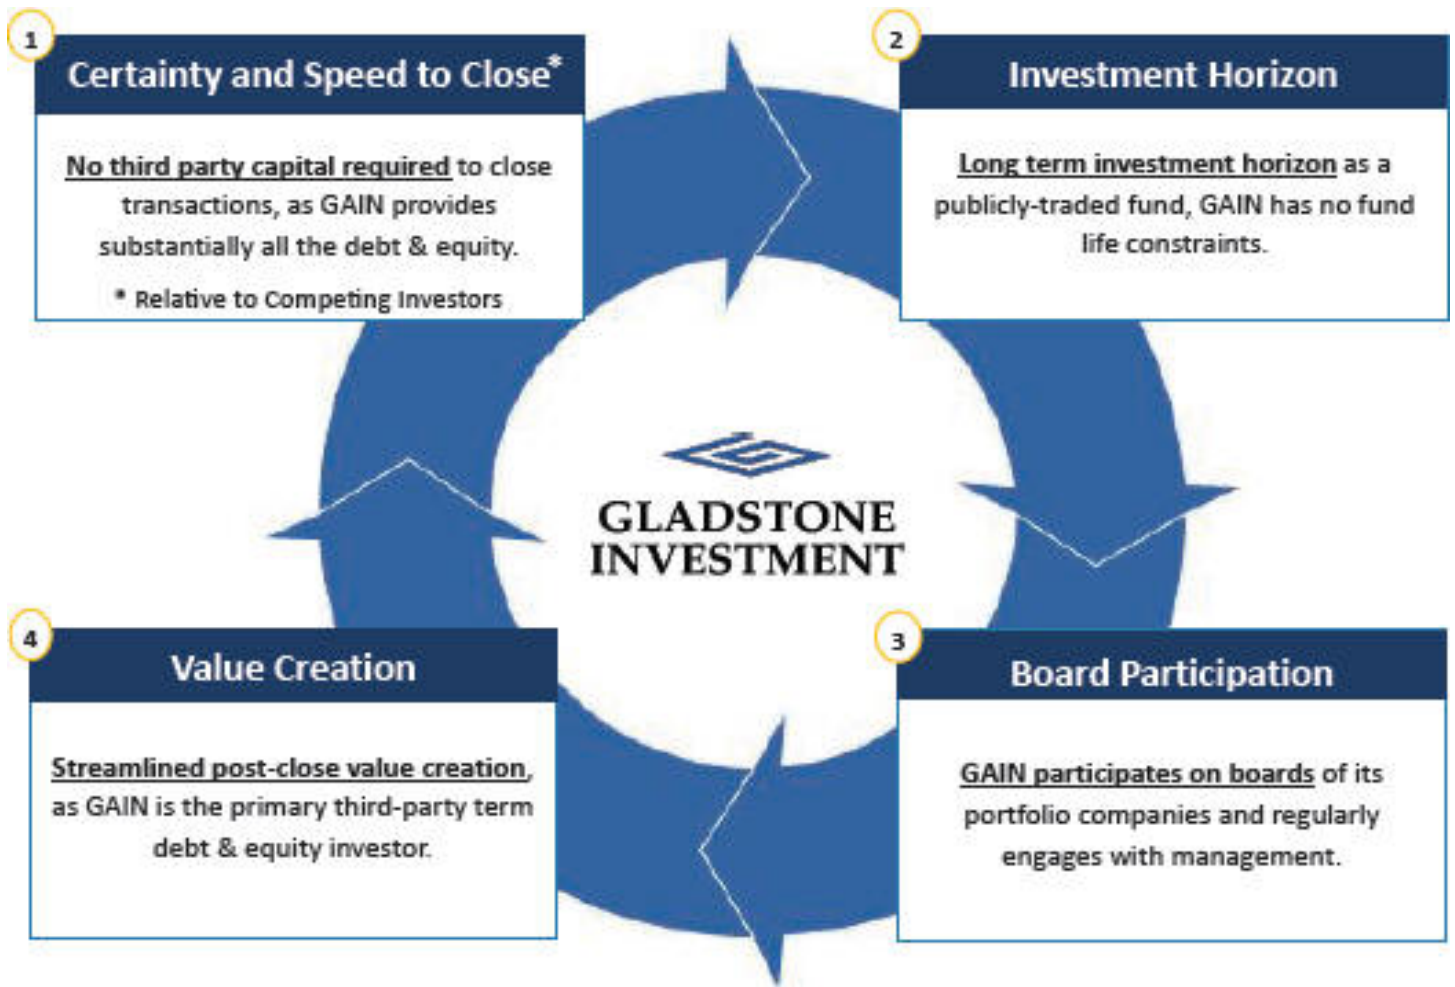 1
Certainty and Speed to Close*
No third party capital required to close
transactions, as GAIN provides
substantially all the debt & equity.
* Relative to Competing Investors
2
Investment Horizon
Long term investment horizon as a
publicly-traded fund, GAIN has no fund
life constraints.
GLADSTONE
INVESTMENT
4
Value Creation
Streamlined post-close value creation,
as GAIN is the primary third-party term
debt & equity investor.
3
Board Participation
GAIN participates on boards of its
portfolio companies and regularly
engages with management.